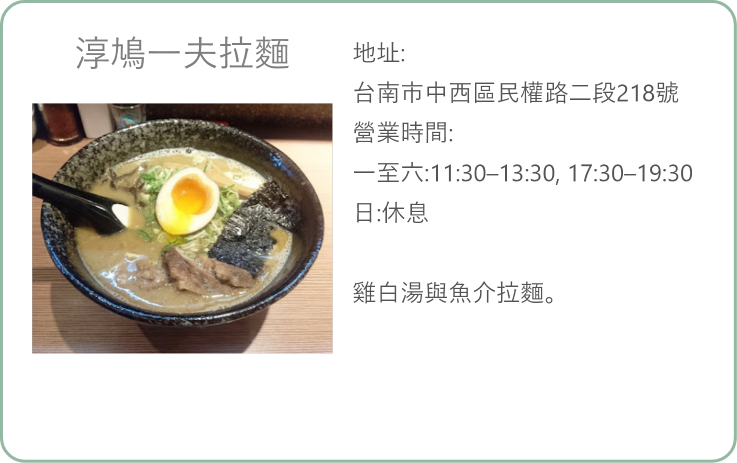 淳鳩一夫拉麵
地址:
台南市中西區民權路二段218號
營業時間:
一至六:11:30–13:30, 17:30–19:30
日:休息
雞白湯與魚介拉麵。